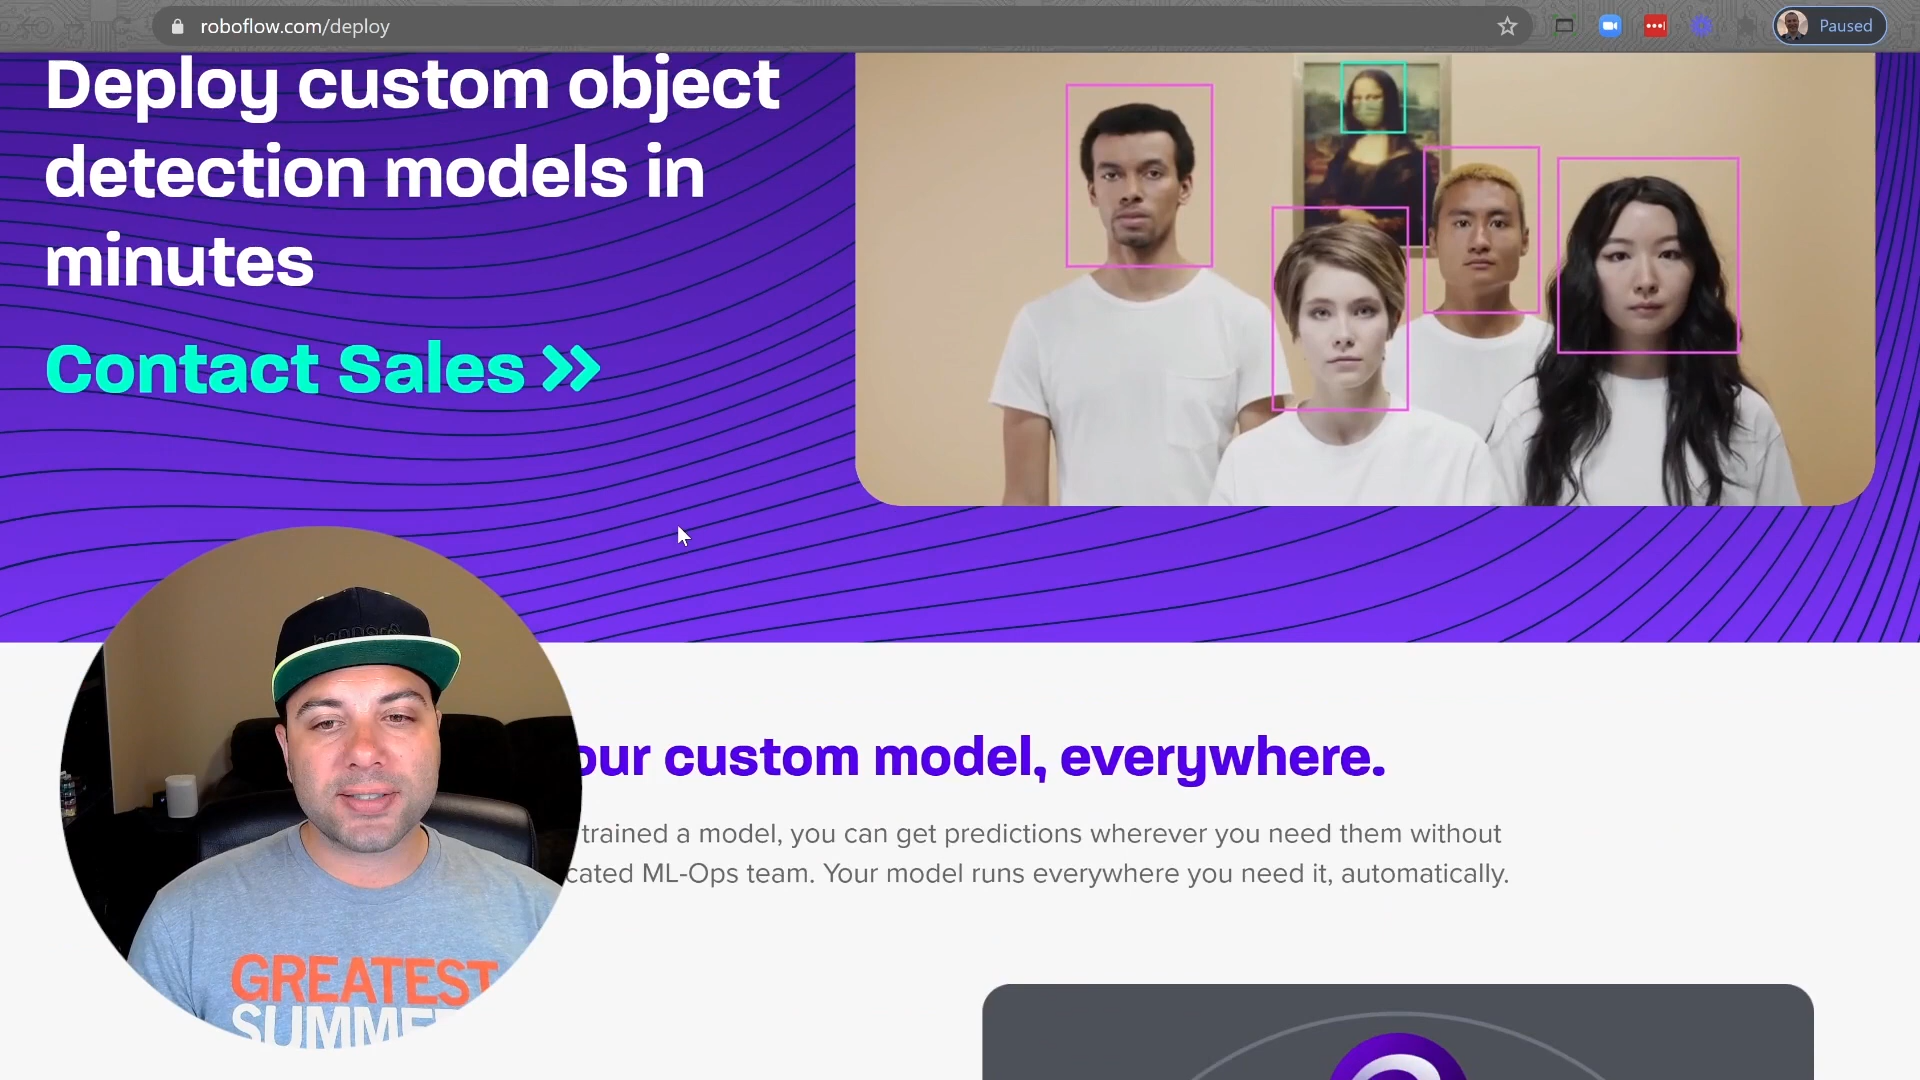 roboflow.com/deploy
Paused
Deploy custom object
detection models in
minutes
Contact Sales
our custom model, everywhere.
trained a model, you can get predictions wherever you need them without
cated ML-Ops team. Your model runs everywhere you need it, automatically.
GREATEST
SUMME